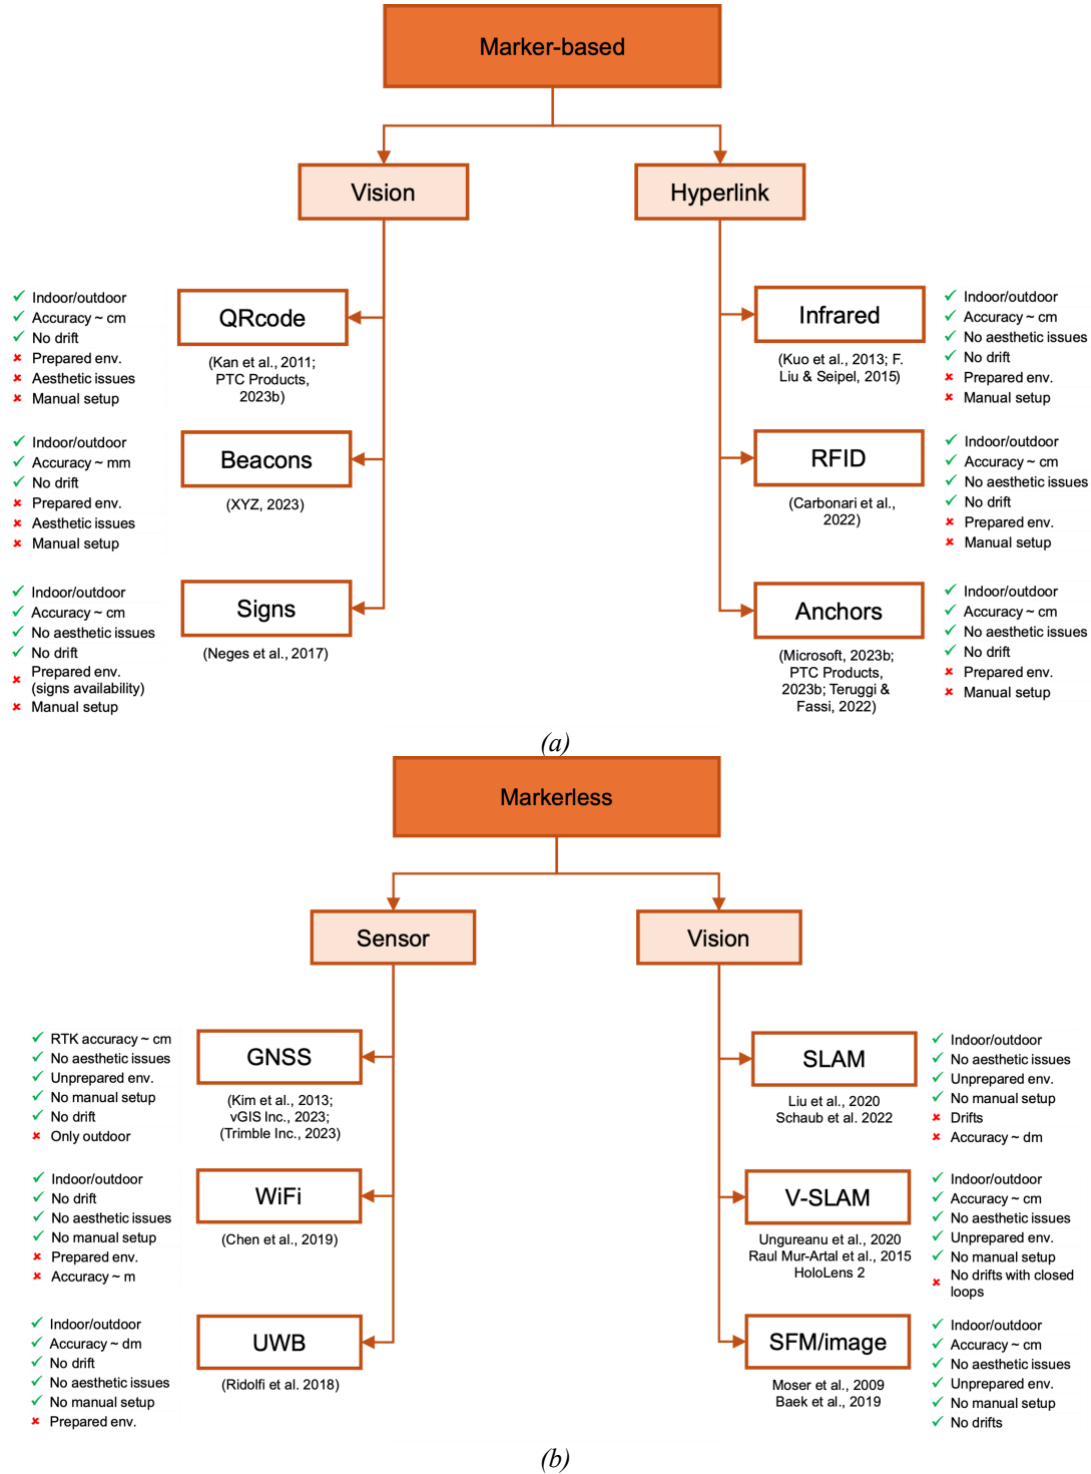 Marker-based
Vision
Hyperlink
Indoor/outdoor
Accuracy ~ cm
No drift
Prepared env.
Aesthetic issues
Manual setup
QRcode
(Kan et al., 2011;
PTC Products,
2023b)
Infrared
(Kuo et al., 2013; F.
Liu & Seipel, 2015)
Indoor/outdoor
Accuracy ~ cm
No aesthetic issues
No drift
Prepared env.
Manual setup
Indoor/outdoor
Accuracy ~ mm
No drift
Prepared env.
Aesthetic issues
Manual setup
Beacons
(XYZ, 2023)
RFID
(Carbonari et al.,
2022)
Indoor/outdoor
Accuracy ~ cm
No aesthetic issues
No drift
Prepared env.
Manual setup
Indoor/outdoor
Accuracy ~ cm
No aesthetic issues
No drift
Prepared env.
(signs availability)
Manual setup
Signs
(Neges et al., 2017)
Anchors
(Microsoft, 2023b;
PTC Products,
2023b; Teruggi &
Fassi, 2022)
Indoor/outdoor
Accuracy ~ cm
No aesthetic issues
No drift
Prepared env.
Manual setup
(a)
Markerless
Sensor
Vision
RTK accuracy ~ cm
No aesthetic issues
Unprepared env.
No manual setup
No drift
Only outdoor
GNSS
(Kim et al., 2013;
vGIS Inc., 2023;
(Trimble Inc., 2023)
SLAM
Liu et al., 2020
Schaub et al. 2022
Indoor/outdoor
No aesthetic issues
Unprepared env.
No manual setup
Drifts
Accuracy ~ dm
Indoor/outdoor
No drift
No aesthetic issues
No manual setup
Prepared env.
Accuracy ~ m
WiFi
(Chen et al., 2019)
V-SLAM
Ungureanu et al., 2020
Raul Mur-Artal et al., 2015
HoloLens 2
Indoor/outdoor
Accuracy ~ cm
No aesthetic issues
Unprepared env.
No manual setup
No drifts with closed
loops
Indoor/outdoor
Accuracy ~ dm
No drift
No aesthetic issues
No manual setup
Prepared env.
UWB
(Ridolfi et al. 2018)
SFM/image
Moser et al., 2009
Baek et al., 2019
Indoor/outdoor
Accuracy ~ cm
No aesthetic issues
Unprepared env.
No manual setup
No drifts
(b)